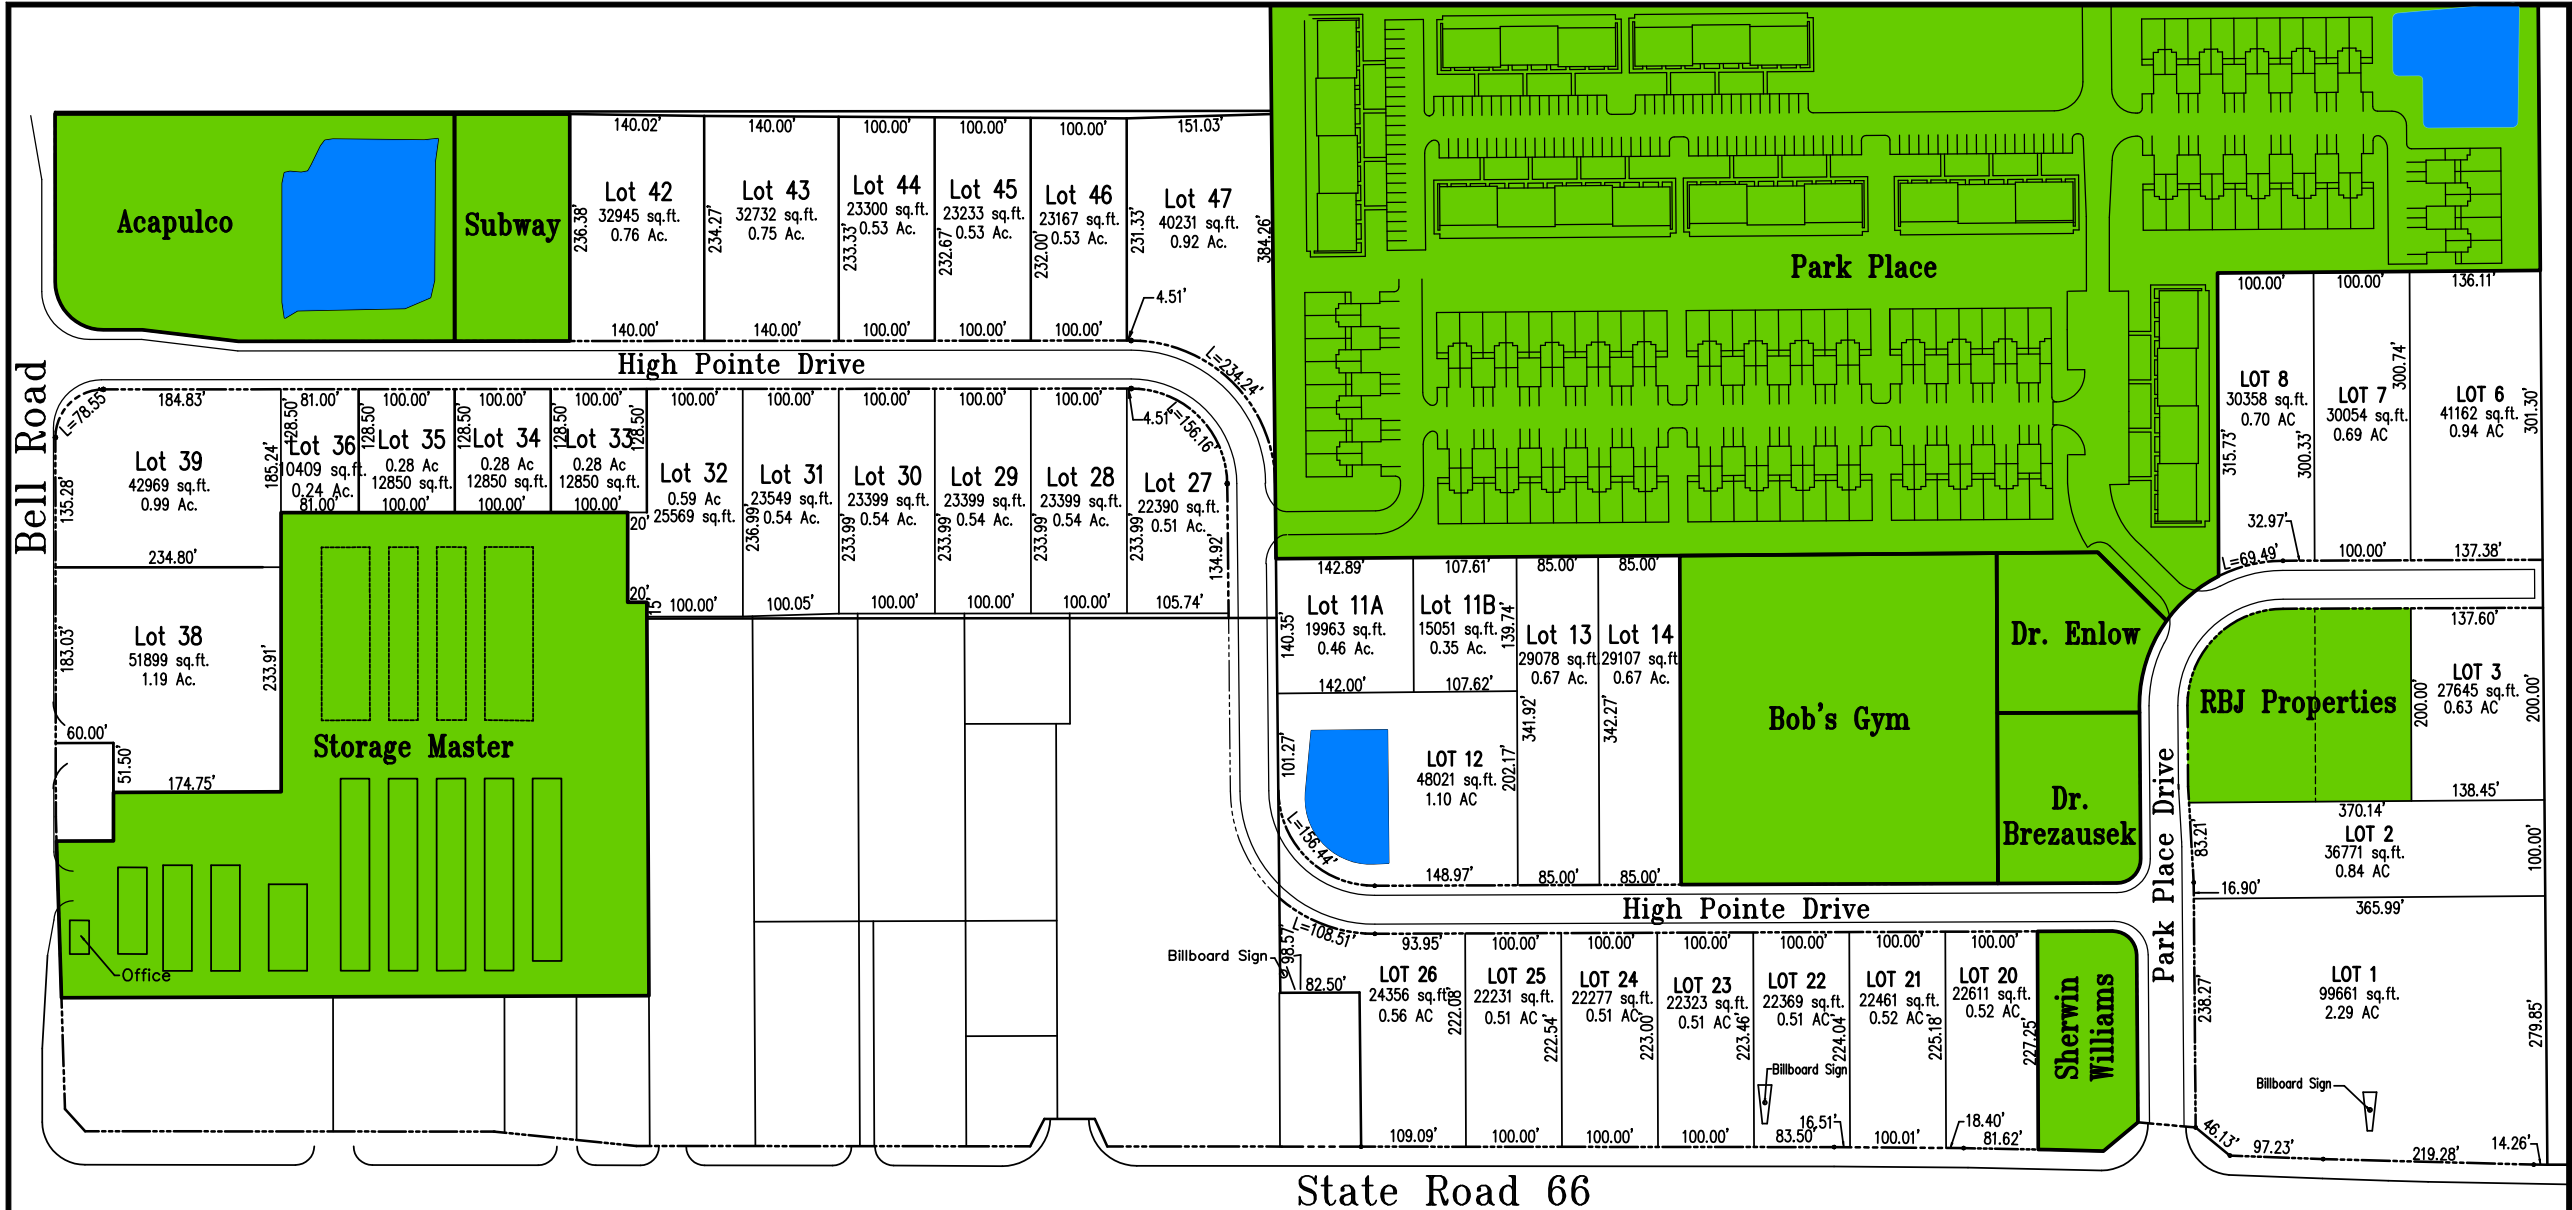 140.02'
140.00'
100.00'
100.00'
100.00'
151.03'
Acapulco
Subway
236.38'
Lot 42
32945 sq.ft.
0.76 Ac.
234.27'
Lot 43
32732 sq.ft.
0.75 Ac.
233.33'
Lot 44
23300 sq.ft.
0.53 Ac.
232.67'
Lot 45
23233 sq.ft.
0.53 Ac.
232.00'
Lot 46
23167 sq.ft.
0.53 Ac.
231.33'
Lot 47
40231 sq.ft.
0.92 Ac.
384.26'
4.51'
140.00'
140.00'
100.00'
100.00'
100.00'
L=234.24'
High Pointe Drive
Park Place
100.00'
100.00'
136.11'
LOT 8
30358 sq.ft.
0.70 AC
315.73'
300.33'
LOT 7
30054 sq.ft.
0.69 AC
300.74'
LOT 6
41162 sq.ft.
0.94 AC
301.30'
32.97'
L=69.49'
100.00'
137.38'
Bell Road
L=78.55'
184.83'
81.00'
100.00'
100.00'
100.00'
100.00'
100.00'
100.00'
100.00'
100.00'
4.51'
L=156.16'
135.28'
Lot 39
42969 sq.ft.
0.99 Ac.
185.24'
234.80'
128.50'
Lot 36
10409 sq.ft.
0.24 Ac.
81.00'
128.50'
Lot 35
0.28 Ac
12850 sq.ft.
100.00'
128.50'
Lot 34
0.28 Ac
12850 sq.ft.
100.00'
128.50'
Lot 33
0.28 Ac
12850 sq.ft.
100.00'
128.50'
20'
20'
15'
Lot 32
0.59 Ac
25569 sq.ft.
100.00'
236.99'
Lot 31
23549 sq.ft.
0.54 Ac.
100.05'
233.99'
Lot 30
23399 sq.ft.
0.54 Ac.
100.00'
233.99'
Lot 29
23399 sq.ft.
0.54 Ac.
100.00'
233.99'
Lot 28
23399 sq.ft.
0.54 Ac.
100.00'
233.99'
Lot 27
22390 sq.ft.
0.51 Ac.
134.92'
105.74'
183.03'
Lot 38
51899 sq.ft.
1.19 Ac.
233.91'
60.00'
51.50'
174.75'
Storage Master
Office
142.89'
107.61'
85.00'
85.00'
140.35'
Lot 11A
19963 sq.ft.
0.46 Ac.
142.00'
Lot 11B
15051 sq.ft.
0.35 Ac.
139.74'
107.62'
Lot 13
29078 sq.ft.
0.67 Ac.
341.92'
Lot 14
29107 sq.ft.
0.67 Ac.
342.27'
101.27'
LOT 12
48021 sq.ft.
1.10 AC
202.17'
L=156.44'
148.97'
85.00'
85.00'
Bob's Gym
Dr. Enlow
Dr.
Brezausek
RBJ Properties
137.60'
LOT 3
27645 sq.ft.
0.63 AC
200.00'
200.00'
138.45'
370.14'
Park Place Drive
83.21'
LOT 2
36771 sq.ft.
0.84 AC
100.00'
16.90'
365.99'
High Pointe Drive
L=108.51'
98.57'
Billboard Sign
82.50'
93.95'
100.00'
100.00'
100.00'
100.00'
100.00'
100.00'
LOT 26
24356 sq.ft.
0.56 AC
222.08'
LOT 25
22231 sq.ft.
0.51 AC
222.54'
LOT 24
22277 sq.ft.
0.51 AC
223.00'
LOT 23
22323 sq.ft.
0.51 AC
223.46'
LOT 22
22369 sq.ft.
0.51 AC
224.04'
Billboard Sign
LOT 21
22461 sq.ft.
0.52 AC
225.18'
LOT 20
22611 sq.ft.
0.52 AC
227.25'
Sherwin
Williams
109.09'
100.00'
100.00'
100.00'
83.50'
16.51'
100.01'
18.40'
81.62'
238.27'
LOT 1
99661 sq.ft.
2.29 AC
279.85'
Billboard Sign
46.13'
97.23'
219.28'
14.26'
State Road 66